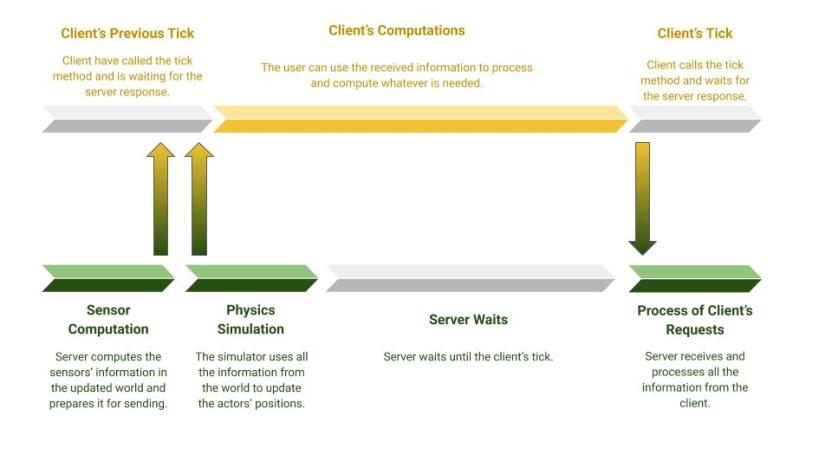 Client's Previous Tick
Client have called the tick
method and is waiting for the
server response.
Client's Computations
The user can use the received information to process
and compute whatever is needed.
Client's Tick
Client calls the tick
method and waits for
the server response.
Sensor
Computation
Server computes the
sensors' information in
the updated world and
prepares it for sending.
Physics
Simulation
The simulator uses all
the information from
the world to update
the actors' positions.
Server Waits
Server waits until the client's tick.
Process of Client's
Requests
Server receives and
processes all the
information from the
client.